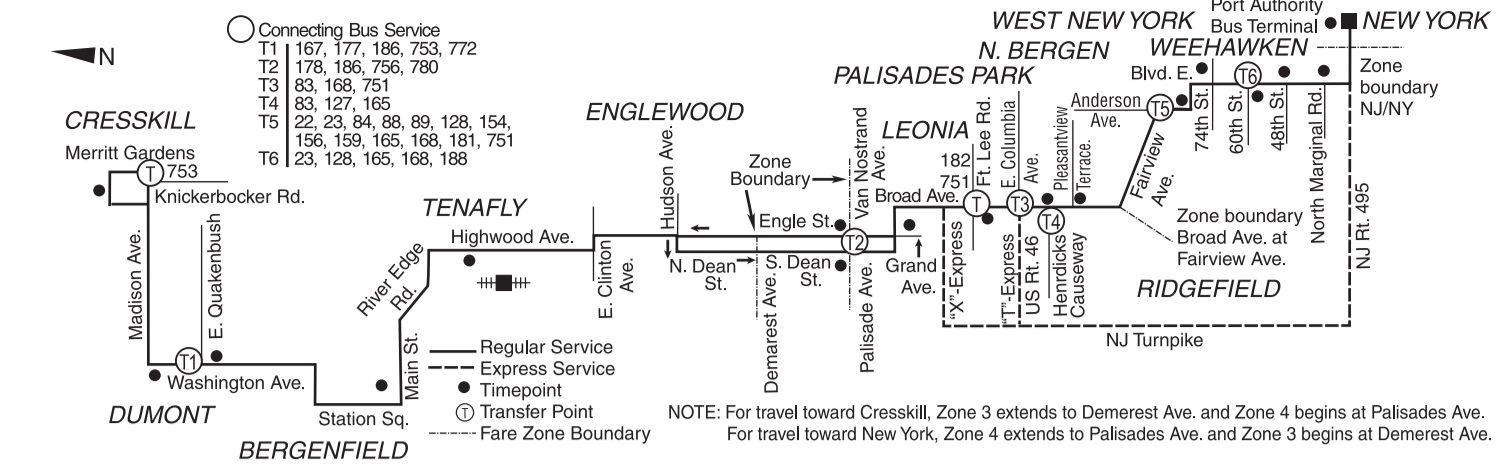 Port Authority
Bus Terminal
NEW YORK
WEST NEW YORK
N. BERGEN
WEEHAWKEN
PALISADES PARK
Connecting Bus Service
T1 167, 177, 186, 753, 772
T2 178, 186, 756, 780
T3 83, 168, 751
T4 83, 127, 165
T5 22, 23, 84, 88, 89, 128, 154,
156, 159, 165, 168, 181, 751
T6 23, 128, 165, 168, 188
N
CRESSKILL
Merritt Gardens
T 753
Knickerbocker Rd.
Madison Ave.
E. Quakenbush
T1
Washington Ave.
DUMONT
Station Sq.
BERGENFIELD
Main St.
River Edge
Rd.
TENAFLY
Highwood Ave.
E. Clinton
Ave.
ENGLEWOOD
Hudson Ave.
N. Dean
St.
Zone
Boundary
Engle St.
S. Dean
St.
Demarest Ave.
Van Nostrand
Ave.
T2
Palisade Ave.
Grand
Ave.
LEONIA
182
751
Broad Ave.
T
Ft. Lee Rd.
"X"-Express
E. Columbia
Ave.
T3
"T"-Express
US Rt. 46
T4
Henrdicks
Causeway
Pleasantview
Terrace.
Anderson
Ave.
T5
Fairview
Ave.
Zone boundary
Broad Ave. at
Fairview Ave.
RIDGEFIELD
Blvd. E.
74th St.
T6
60th St.
48th St.
North Marginal Rd.
Zone
boundary
NJ/NY
NJ Rt. 495
NJ Turnpike
Regular Service
Express Service
Timepoint
T Transfer Point
Fare Zone Boundary
NOTE: For travel toward Cresskill, Zone 3 extends to Demerest Ave. and Zone 4 begins at Palisades Ave.
For travel toward New York, Zone 4 extends to Palisades Ave. and Zone 3 begins at Demerest Ave.